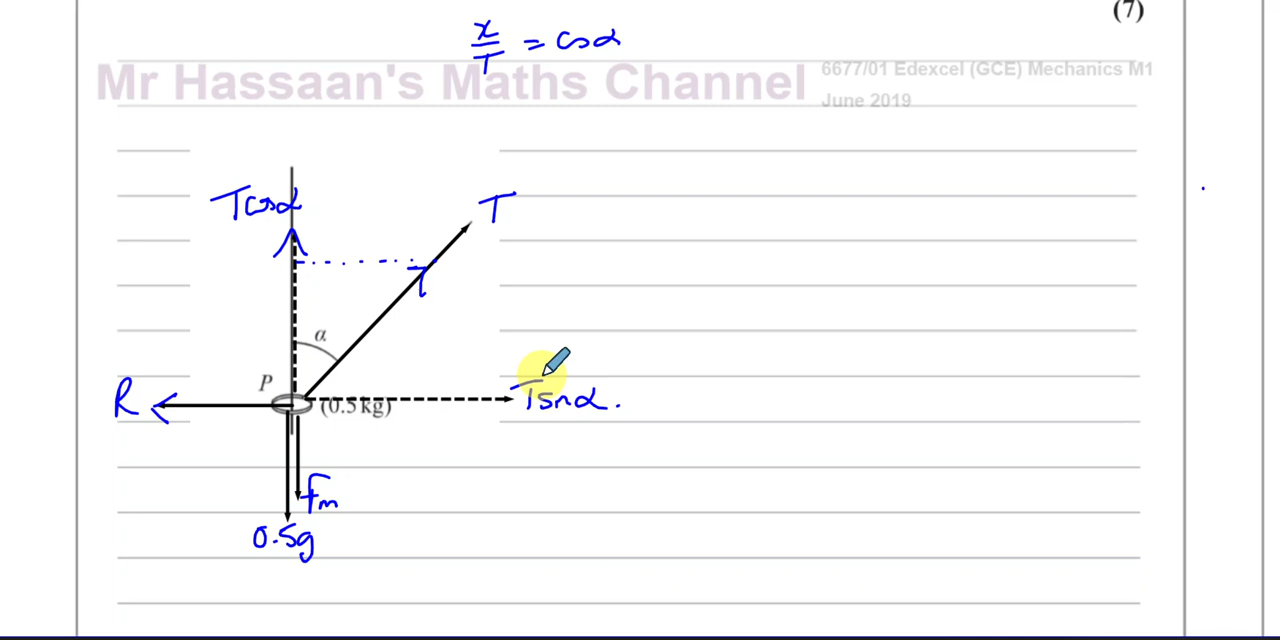 (7)
x/T = cosα
Mr Hassaan's Maths Channel
6677/01 Edexcel (GCE) Mechanics M1
June 2019
Tcosα
T
T
α
P
R
(0.5 kg)
Tsinα.
Fm
0.5g